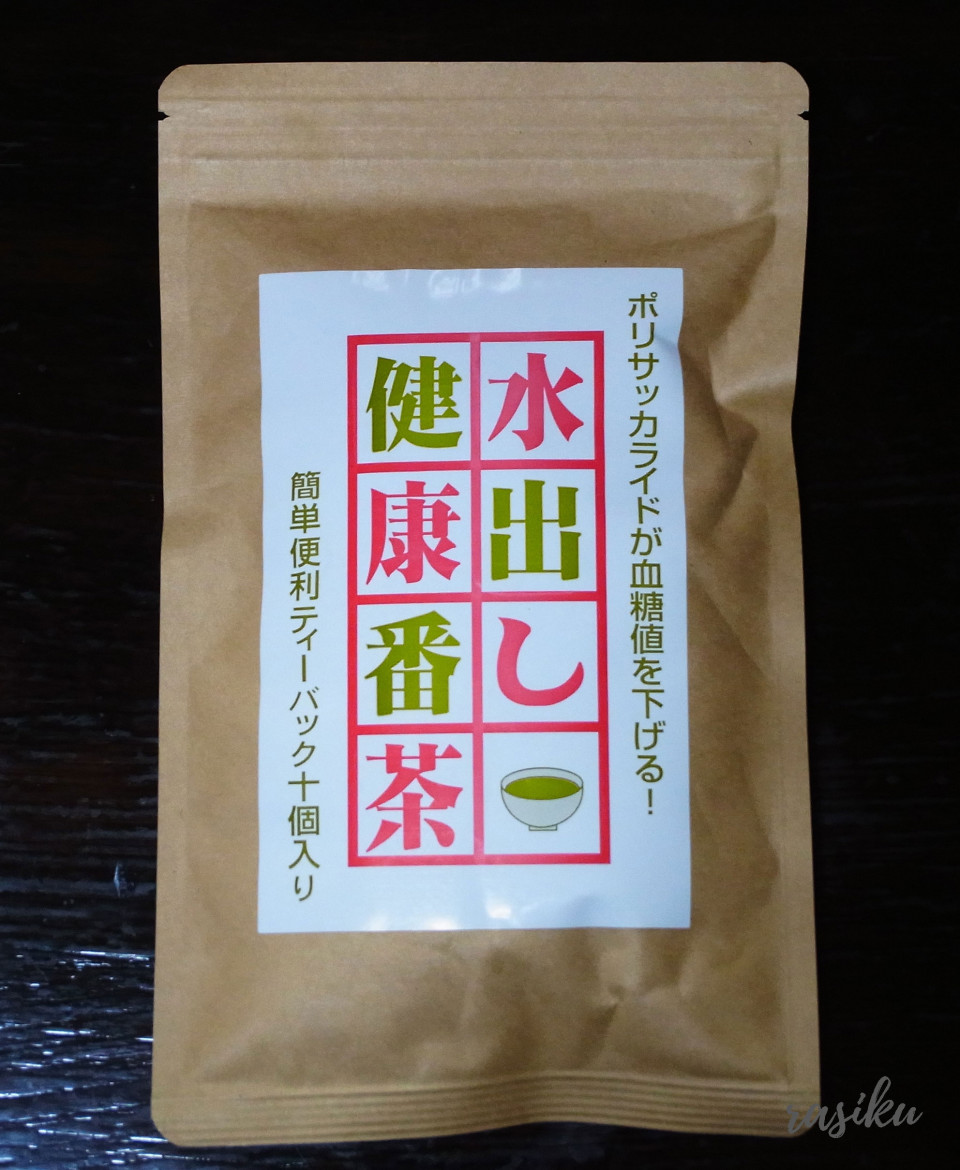 ポリサッカライドが血糖値を下げる！
水出し
健康番茶
簡単便利ティーバック十個入り
rasiku